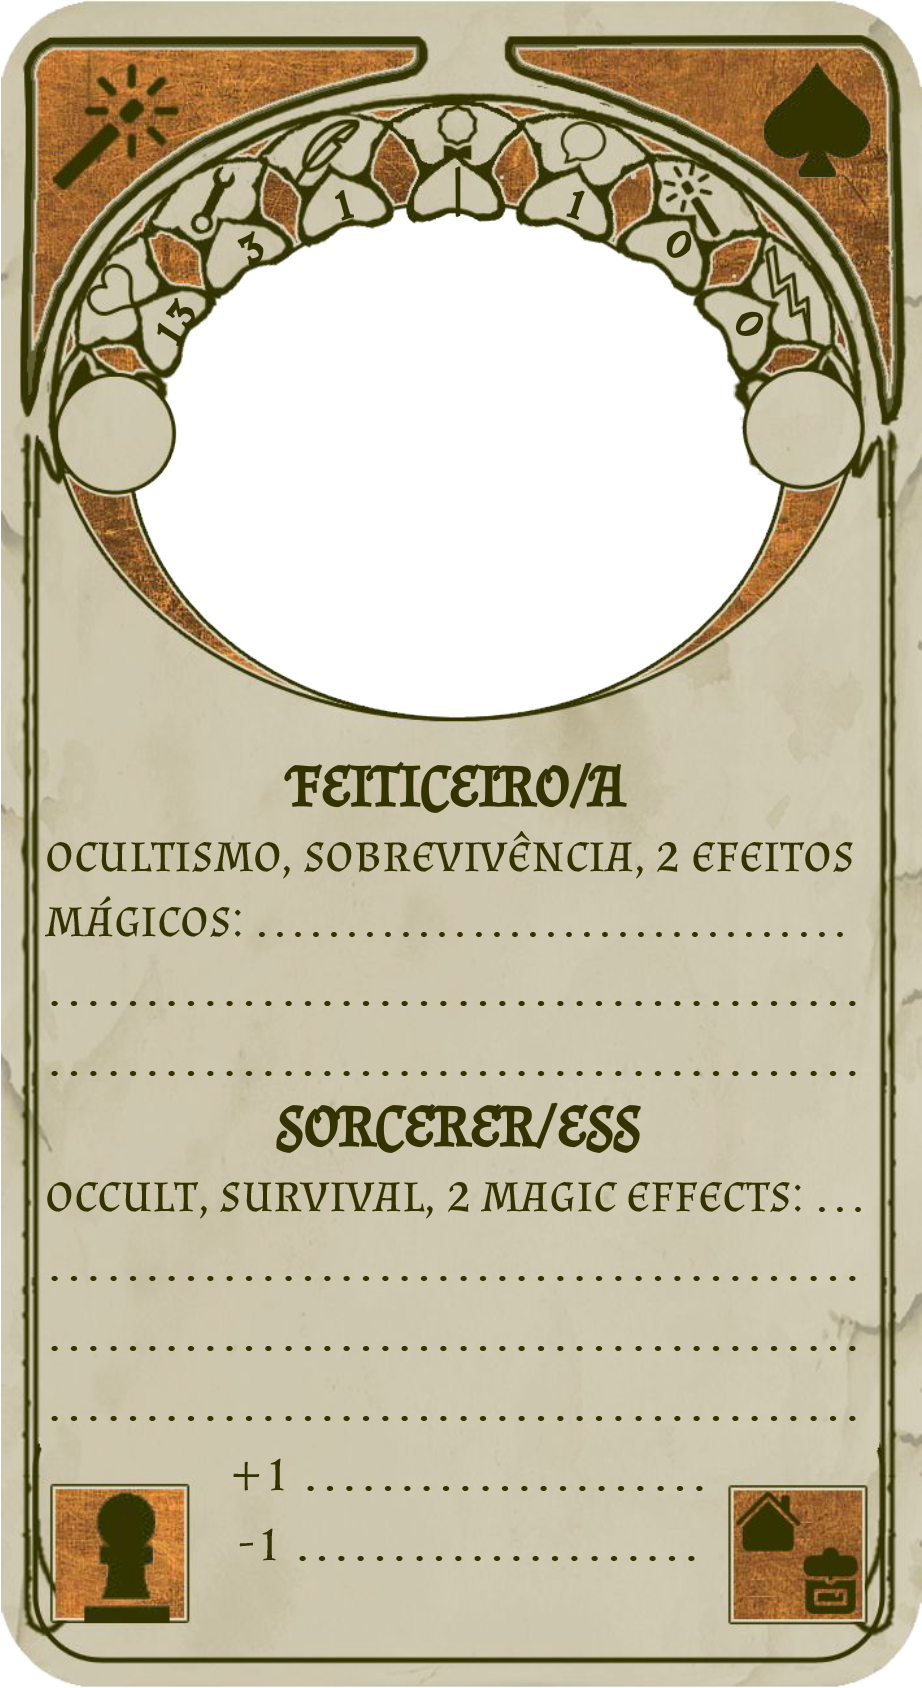 13 3 1 | 1 0 0
FEITICEIRO/A
OCULTISMO, SOBREVIVÊNCIA, 2 EFEITOS
MÁGICOS: .................................
...........................................
...........................................
SORCERER/ESS
OCCULT, SURVIVAL, 2 MAGIC EFFECTS: ...
...........................................
...........................................
...........................................
+1 .....................
-1 .....................